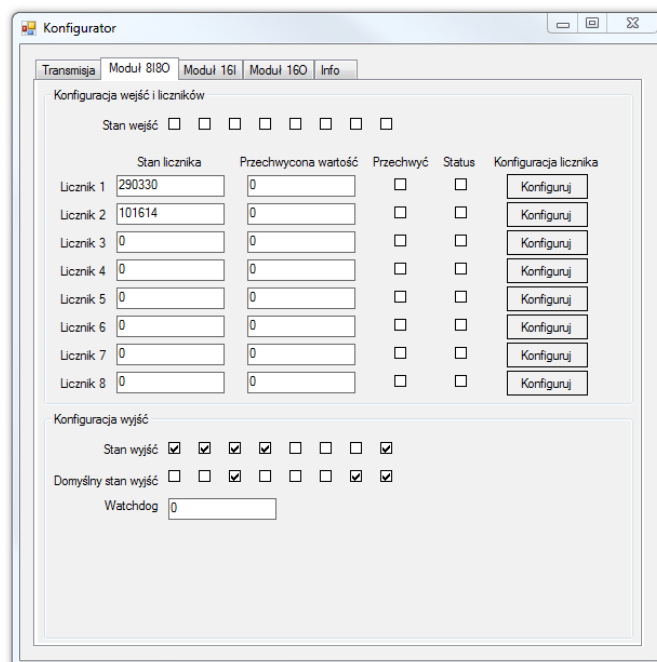 Konfigurator
Transmisja Moduł 8I8O Moduł 16I Moduł 16O Info
Konfiguracja wejść i liczników
Stan wejść
Stan licznika Przechwycona wartość Przechwyć Status Konfiguracja licznika
Licznik 1 290330 0 Konfiguruj
Licznik 2 101614 0 Konfiguruj
Licznik 3 0 0 Konfiguruj
Licznik 4 0 0 Konfiguruj
Licznik 5 0 0 Konfiguruj
Licznik 6 0 0 Konfiguruj
Licznik 7 0 0 Konfiguruj
Licznik 8 0 0 Konfiguruj
Konfiguracja wyjść
Stan wyjść
Domyślny stan wyjść
Watchdog 0